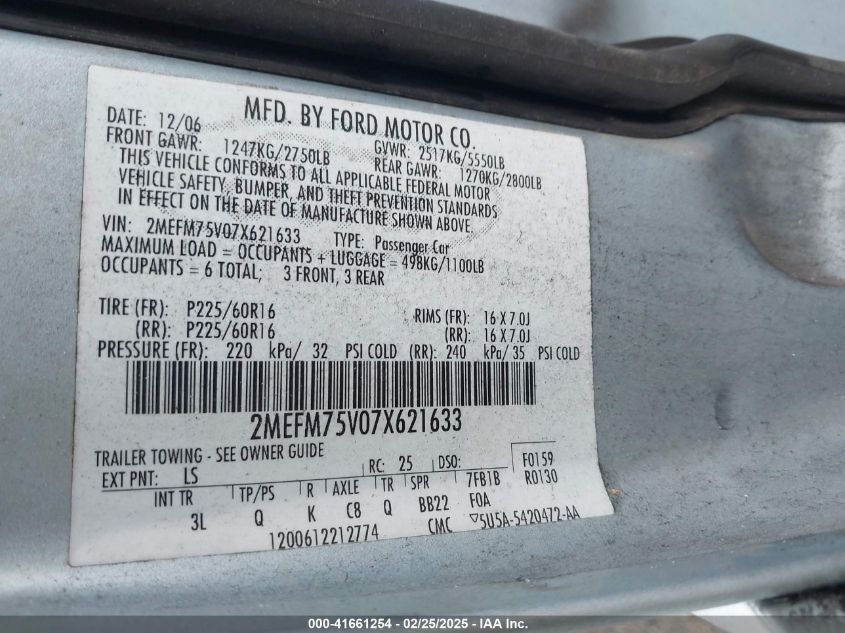 MFD. BY FORD MOTOR CO.
DATE: 12/06 GVWR: 2517KG/5550LB
FRONT GAWR: 1247KG/2750LB REAR GAWR: 1270KG/2800LB
THIS VEHICLE CONFORMS TO ALL APPLICABLE FEDERAL MOTOR
VEHICLE SAFETY, BUMPER, AND THEFT PREVENTION STANDARDS
IN EFFECT ON THE DATE OF MANUFACTURE SHOWN ABOVE.
VIN: 2MEFM75V07X621633 TYPE: Passenger Car
MAXIMUM LOAD = OCCUPANTS + LUGGAGE = 498KG/1100LB
OCCUPANTS = 6 TOTAL; 3 FRONT, 3 REAR
TIRE (FR): P225/60R16 RIMS (FR): 16 X 7.0J
(RR): P225/60R16 (RR): 16 X 7.0J
PRESSURE (FR): 220 kPa/ 32 PSI COLD (RR): 240 kPa/ 35 PSI COLD
2MEFM75V07X621633
TRAILER TOWING - SEE OWNER GUIDE
EXT PNT: LS RC: 25 DSO: F0159
R0130
INT TR TP/PS R AXLE TR SPR 7FB1B
3L Q K C8 Q BB22 FOA
1200612212774 CMC ▽5U5A-5420472-AA
000-41661254 - 02/25/2025 - IAAI, Inc.